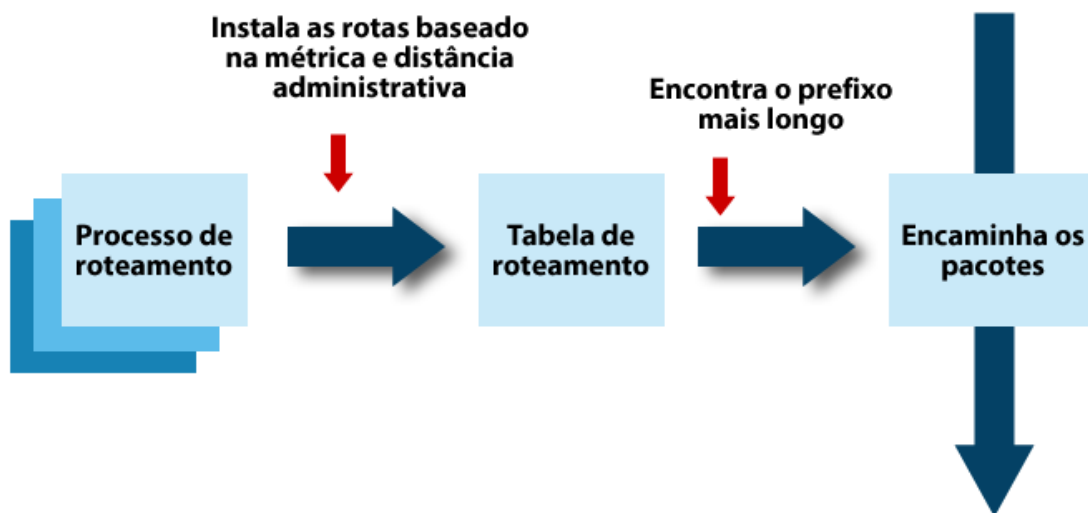 Instala as rotas baseado
na métrica e distância
administrativa
Encontra o prefixo
mais longo
Processo de
roteamento
Tabela de
roteamento
Encaminha os
pacotes